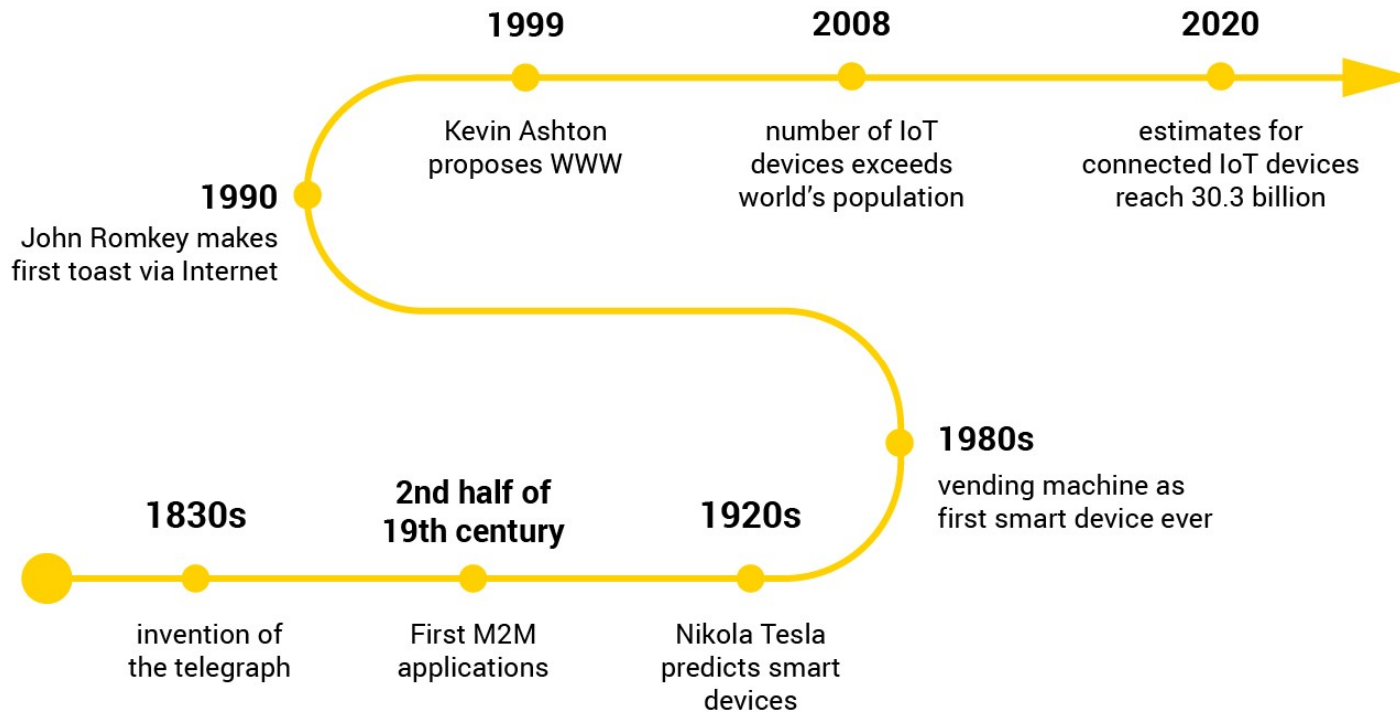 1999
Kevin Ashton
proposes WWW
2008
number of IoT
devices exceeds
world's population
2020
estimates for
connected IoT devices
reach 30.3 billion
1990
John Romkey makes
first toast via Internet
1980s
vending machine as
first smart device ever
1830s
invention of
the telegraph
2nd half of
19th century
First M2M
applications
1920s
Nikola Tesla
predicts smart
devices